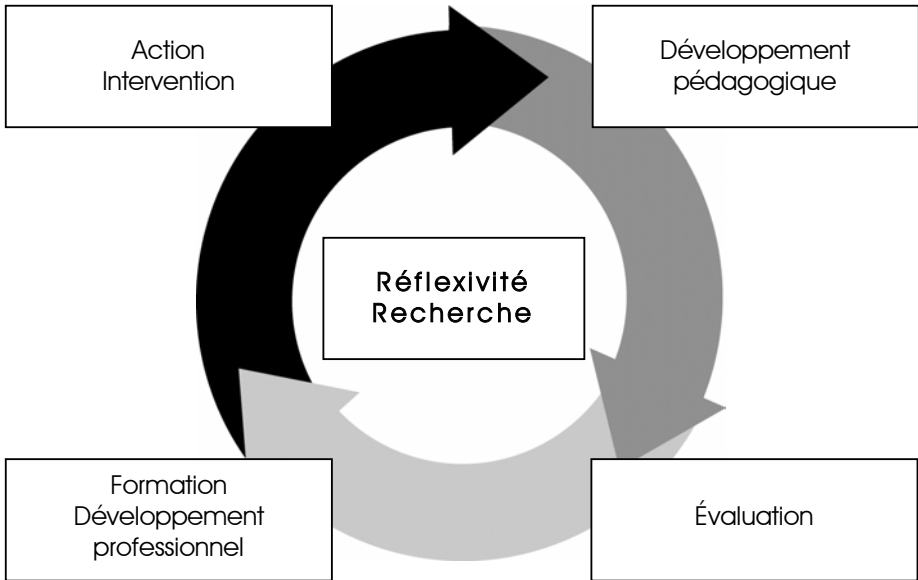 Action
Intervention
Développement
pédagogique
Réflexivité
Recherche
Formation
Développement
professionnel
Évaluation